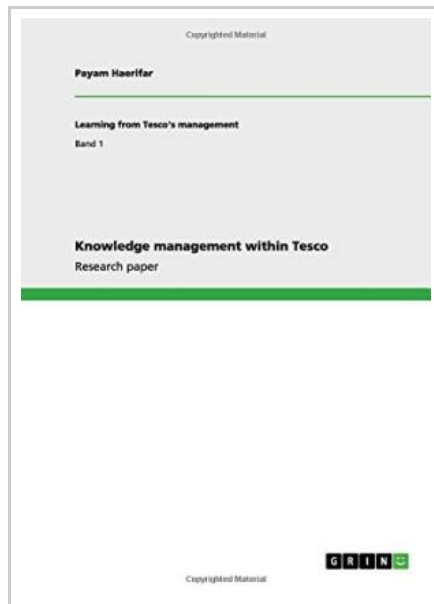 Copyrighted Material
Payam Haerifar
Learning from Tesco's management
Band 1
Knowledge management within Tesco
Research paper
GRIN
Copyrighted Material